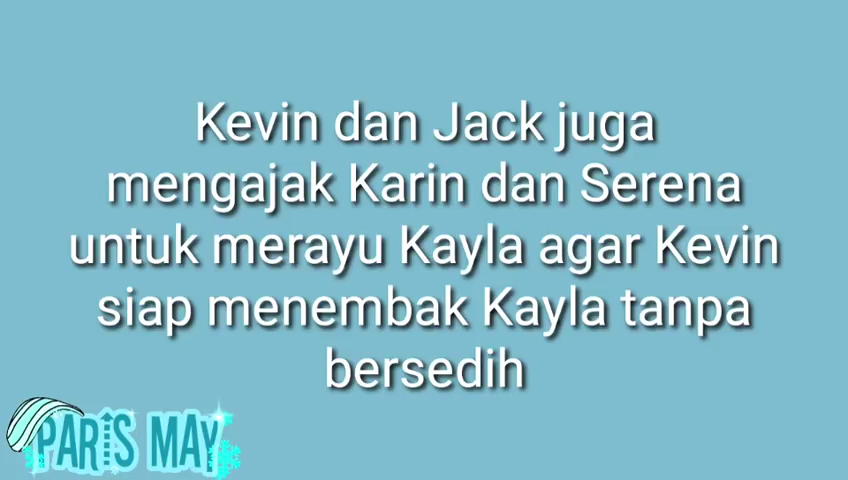 Kevin dan Jack juga
mengajak Karin dan Serena
untuk merayu Kayla agar Kevin
siap menembak Kayla tanpa
bersedih
PARIS MAY